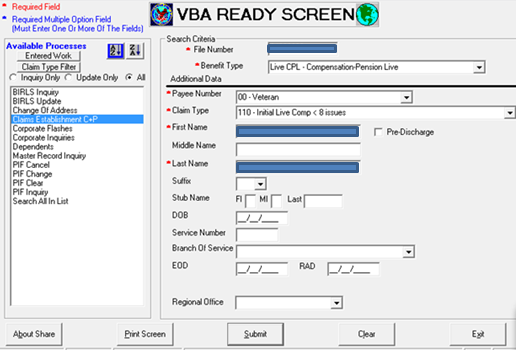 * Required Field
* Required Multiple Option Field
(Must Enter One Or More Of The Fields)
VBA READY SCREEN
Available Processes
Entered Work
Claim Type Filter
Inquiry Only Update Only All
BIRLS Inquiry
BIRLS Update
Change Of Address
Claims Establishment C+P
Corporate Flashes
Corporate Inquiries
Dependents
Master Record Inquiry
PIF Cancel
PIF Change
PIF Clear
PIF Inquiry
Search All In List
Search Criteria
* File Number
* Benefit Type Live CPL - Compensation-Pension Live
Additional Data
* Payee Number 00 - Veteran
* Claim Type 110 - Initial Live Comp < 8 issues
* First Name Pre-Discharge
Middle Name
* Last Name
Suffix
Stub Name FI MI Last
DOB __/__/____
Service Number
Branch Of Service
EOD __/__/____ RAD __/__/____
Regional Office
About Share Print Screen Submit Clear Exit